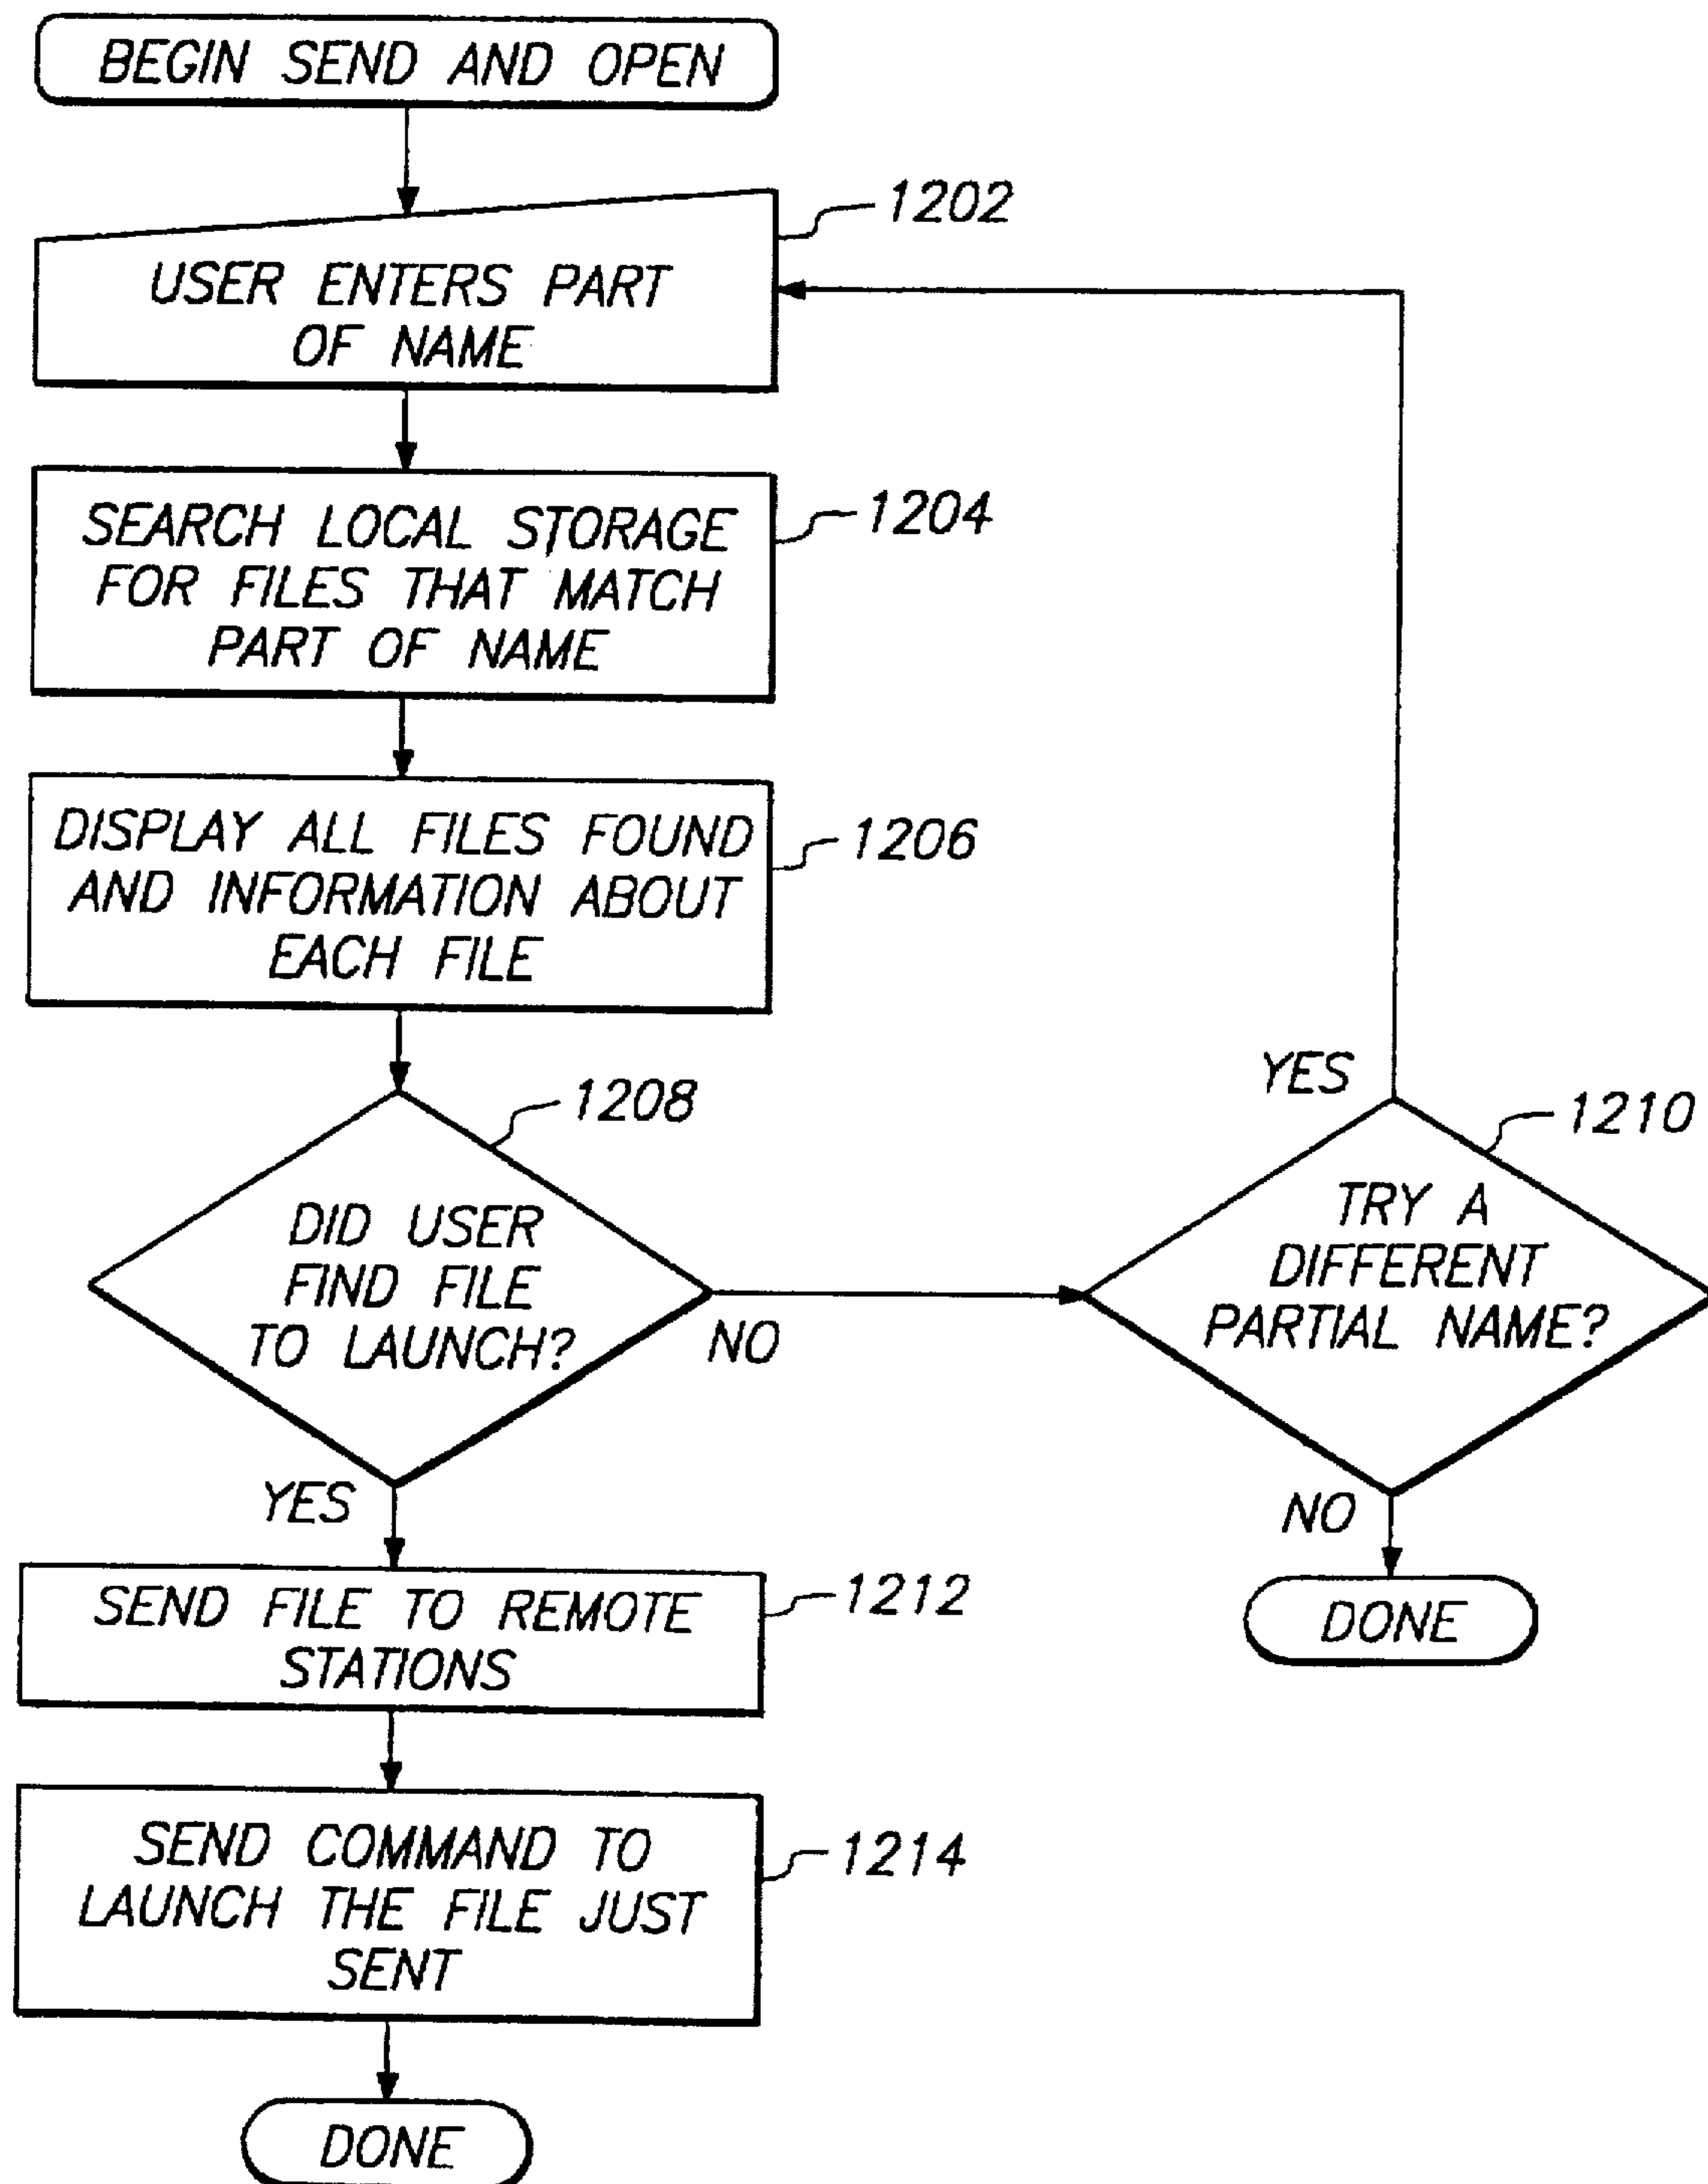 BEGIN SEND AND OPEN
1202
USER ENTERS PART
OF NAME
1204
SEARCH LOCAL STORAGE
FOR FILES THAT MATCH
PART OF NAME
1206
DISPLAY ALL FILES FOUND
AND INFORMATION ABOUT
EACH FILE
1208
DID USER
FIND FILE
TO LAUNCH?
NO
YES
1210
TRY A
DIFFERENT
PARTIAL NAME?
YES
NO
DONE
1212
SEND FILE TO REMOTE
STATIONS
1214
SEND COMMAND TO
LAUNCH THE FILE JUST
SENT
DONE